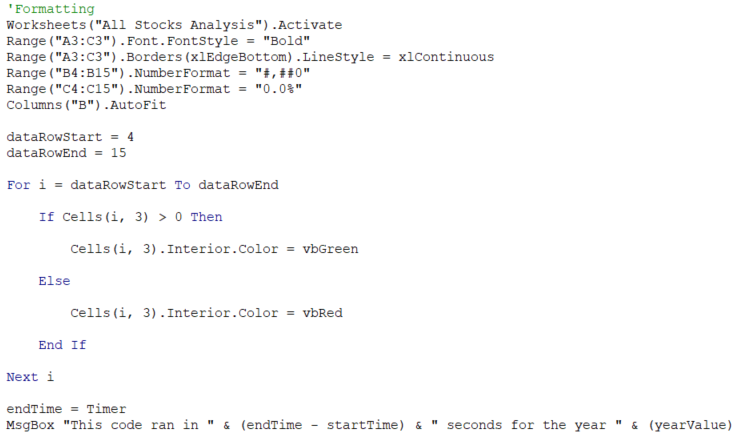 'Formatting
Worksheets("All Stocks Analysis").Activate
Range("A3:C3").Font.FontStyle = "Bold"
Range("A3:C3").Borders(xlEdgeBottom).LineStyle = xlContinuous
Range("B4:B15").NumberFormat = "#,##0"
Range("C4:C15").NumberFormat = "0.0%"
Columns("B").AutoFit
dataRowStart = 4
dataRowEnd = 15
For i = dataRowStart To dataRowEnd
If Cells(i, 3) > 0 Then
Cells(i, 3).Interior.Color = vbGreen
Else
Cells(i, 3).Interior.Color = vbRed
End If
Next i
endTime = Timer
MsgBox "This code ran in " & (endTime - startTime) & " seconds for the year " & (yearValue)